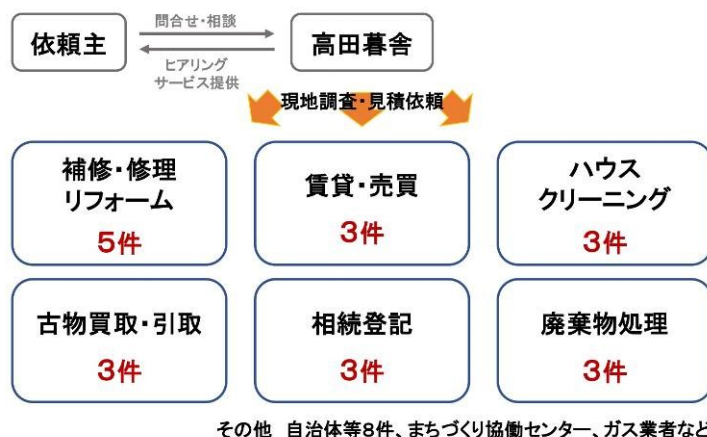 問合せ・相談
依頼主
高田暮舎
ヒアリング
サービス提供
現地調査・見積依頼
補修・修理
リフォーム
5件
賃貸・売買
3件
ハウス
クリーニング
3件
古物買取・引取
3件
相続登記
3件
廃棄物処理
3件
その他 自治体等8件、まちづくり協働センター、ガス業者など